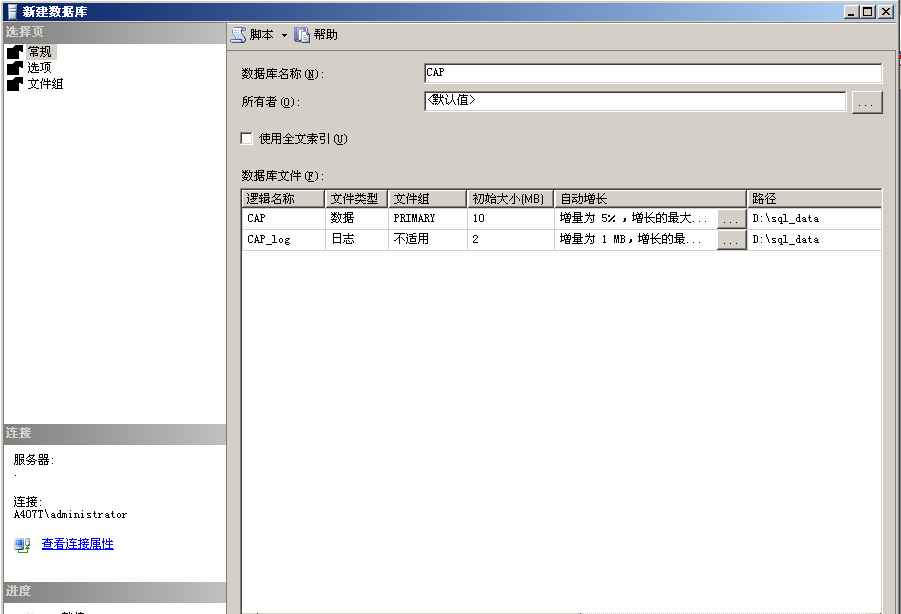 新建数据库
选择页
常规
选项
文件组
脚本 帮助
数据库名称(N): CAP
所有者(O): <默认值> ...
使用全文索引(U)
数据库文件(F):
逻辑名称 文件类型 文件组 初始大小(MB) 自动增长 路径
CAP 数据 PRIMARY 10 增量为 5%，增长的最大... ... D:\sql_data
CAP_log 日志 不适用 2 增量为 1 MB，增长的最... ... D:\sql_data
连接
服务器:
.
连接:
A407T\administrator
查看连接属性
进度